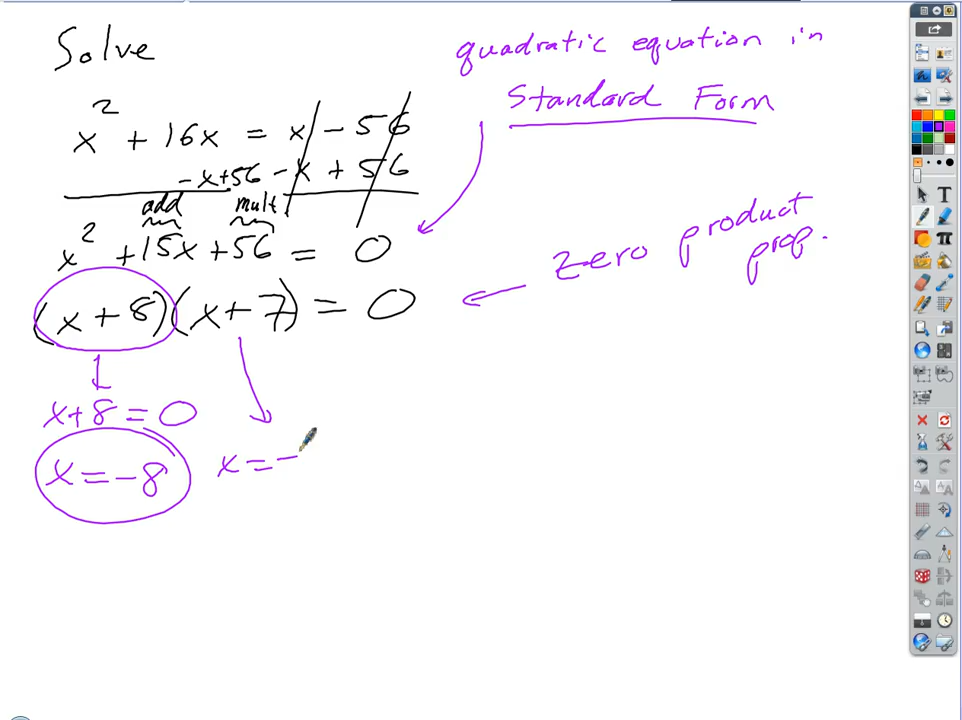 Solve
quadratic equation in
Standard Form
x² + 16x = x - 56
-x+56 -x + 56
add mult
x² + 15x + 56 = 0
zero product
prop.
(x+8)(x+7) = 0
x+8 = 0
x = -8
x = -